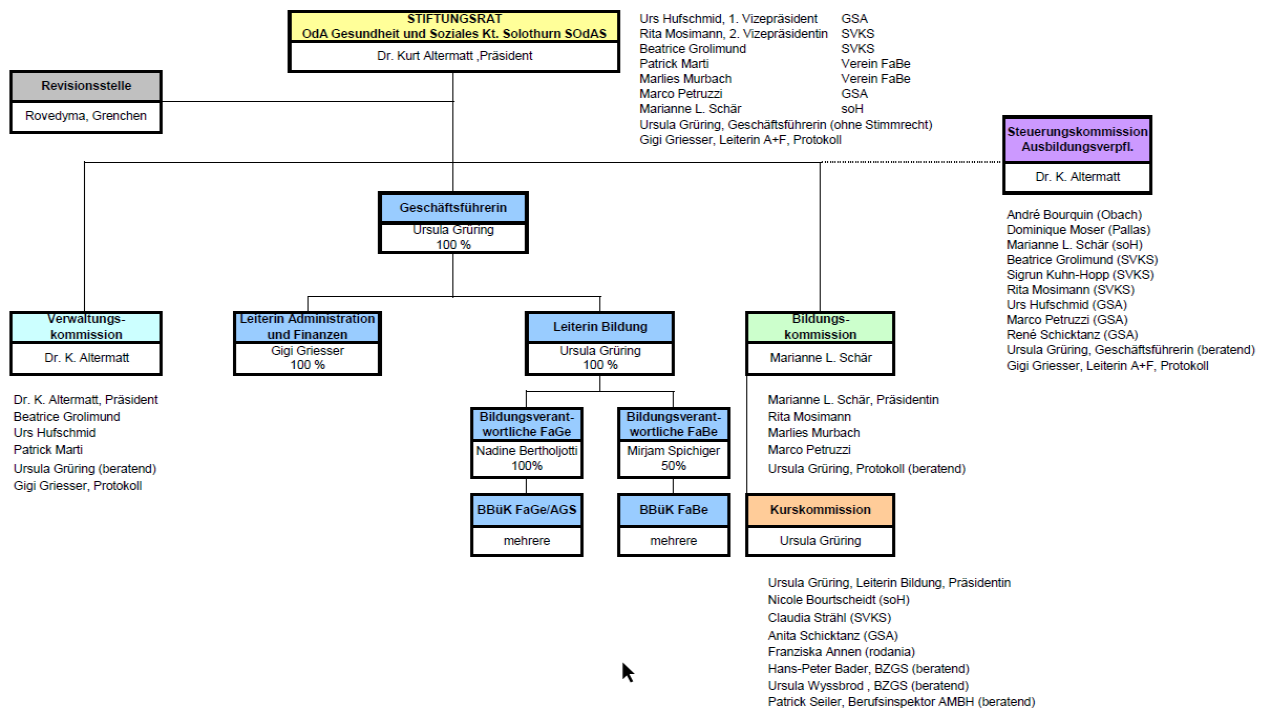 STIFTUNGSRAT
OdA Gesundheit und Soziales Kt. Solothurn SOdAS
Dr. Kurt Altermatt ,Präsident
Urs Hufschmid, 1. Vizepräsident GSA
Rita Mosimann, 2. Vizepräsidentin SVKS
Beatrice Grolimund SVKS
Patrick Marti Verein FaBe
Marlies Murbach Verein FaBe
Marco Petruzzi GSA
Marianne L. Schär soH
Ursula Grüring, Geschäftsführerin (ohne Stimmrecht)
Gigi Griesser, Leiterin A+F, Protokoll
Revisionsstelle
Rovedyma, Grenchen
Steuerungskommission
Ausbildungsverpfl.
Dr. K. Altermatt
André Bourquin (Obach)
Dominique Moser (Pallas)
Marianne L. Schär (soH)
Beatrice Grolimund (SVKS)
Sigrun Kuhn-Hopp (SVKS)
Rita Mosimann (SVKS)
Urs Hufschmid (GSA)
Marco Petruzzi (GSA)
René Schicktanz (GSA)
Ursula Grüring, Geschäftsführerin (beratend)
Gigi Griesser, Leiterin A+F, Protokoll
Geschäftsführerin
Ursula Grüring
100 %
Verwaltungs-
kommission
Dr. K. Altermatt
Dr. K. Altermatt, Präsident
Beatrice Grolimund
Urs Hufschmid
Patrick Marti
Ursula Grüring (beratend)
Gigi Griesser, Protokoll
Leiterin Administration
und Finanzen
Gigi Griesser
100 %
Leiterin Bildung
Ursula Grüring
100 %
Bildungsverant-
wortliche FaGe
Nadine Bertholjotti
100%
Bildungsverant-
wortliche FaBe
Mirjam Spichiger
50%
BBüK FaGe/AGS
mehrere
BBüK FaBe
mehrere
Bildungs-
kommission
Marianne L. Schär
Marianne L. Schär, Präsidentin
Rita Mosimann
Marlies Murbach
Marco Petruzzi
Ursula Grüring, Protokoll (beratend)
Kurskommission
Ursula Grüring
Ursula Grüring, Leiterin Bildung, Präsidentin
Nicole Bourtscheidt (soH)
Claudia Strähl (SVKS)
Anita Schicktanz (GSA)
Franziska Annen (rodania)
Hans-Peter Bader, BZGS (beratend)
Ursula Wyssbrod , BZGS (beratend)
Patrick Seiler, Berufsinspektor AMBH (beratend)